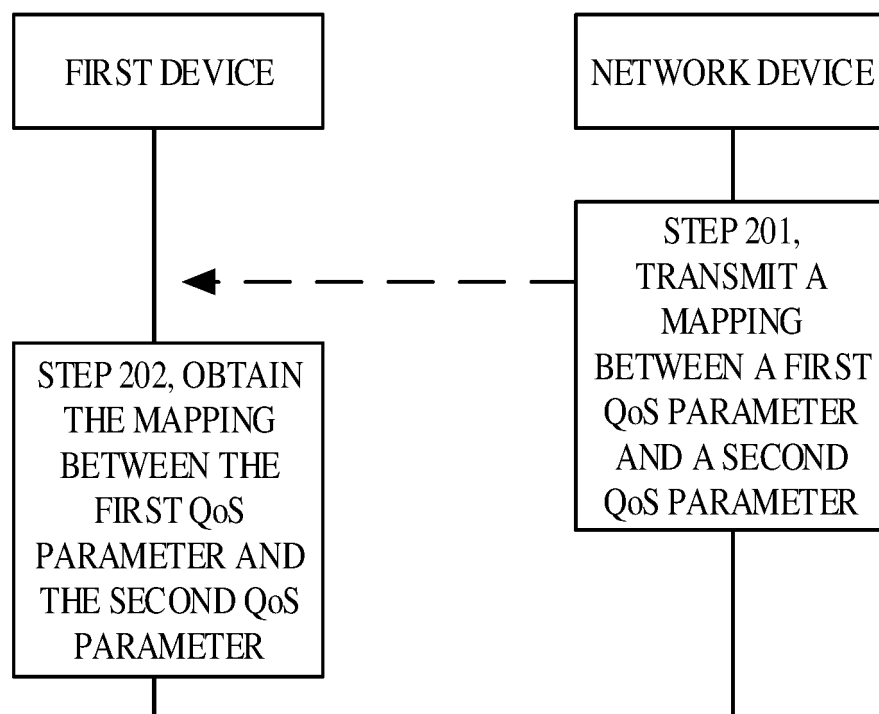 FIRST DEVICE
NETWORK DEVICE
STEP 201,
TRANSMIT A
MAPPING
BETWEEN A FIRST
QoS PARAMETER
AND A SECOND
QoS PARAMETER
STEP 202, OBTAIN
THE MAPPING
BETWEEN THE
FIRST QoS
PARAMETER AND
THE SECOND QoS
PARAMETER